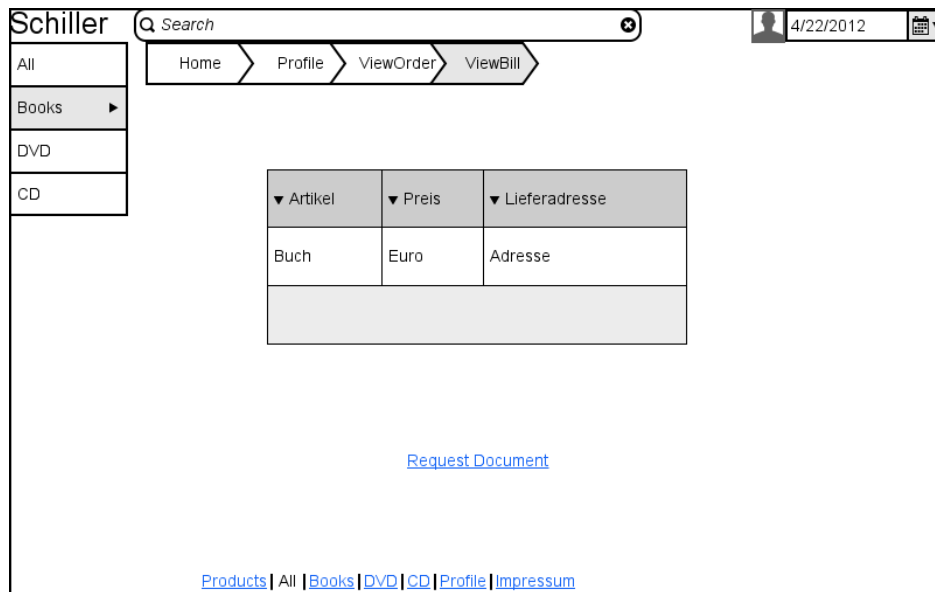 Schiller Search 4/22/2012
All Home Profile ViewOrder ViewBill
Books
DVD
CD
Artikel Preis Lieferadresse
Buch Euro Adresse
Request Document
Products | All | Books | DVD | CD | Profile | Impressum